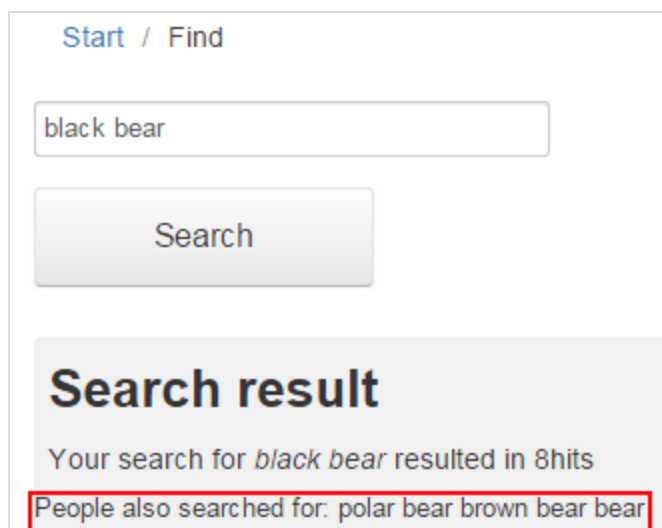 Start / Find
black bear
Search
Search result
Your search for black bear resulted in 8hits
People also searched for: polar bear brown bear bear